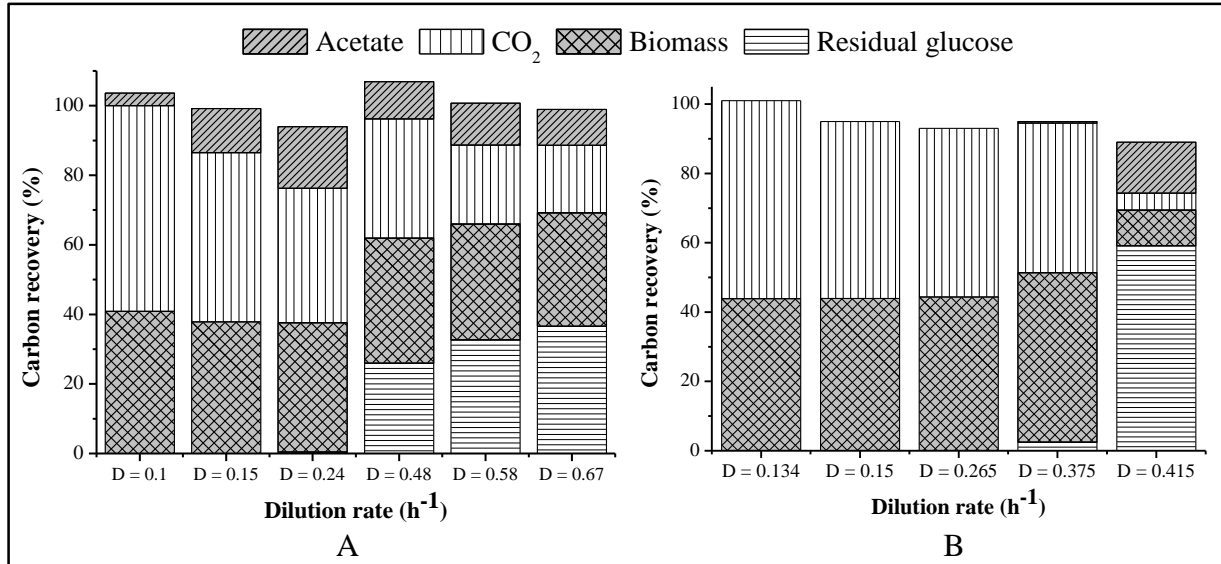 Acetate CO₂ Biomass Residual glucose
Carbon recovery (%)
100
80
60
40
20
0
D = 0.1 D = 0.15 D = 0.24 D = 0.48 D = 0.58 D = 0.67
Dilution rate (h⁻¹)
A
Carbon recovery (%)
100
80
60
40
20
0
D = 0.134 D = 0.15 D = 0.265 D = 0.375 D = 0.415
Dilution rate (h⁻¹)
B